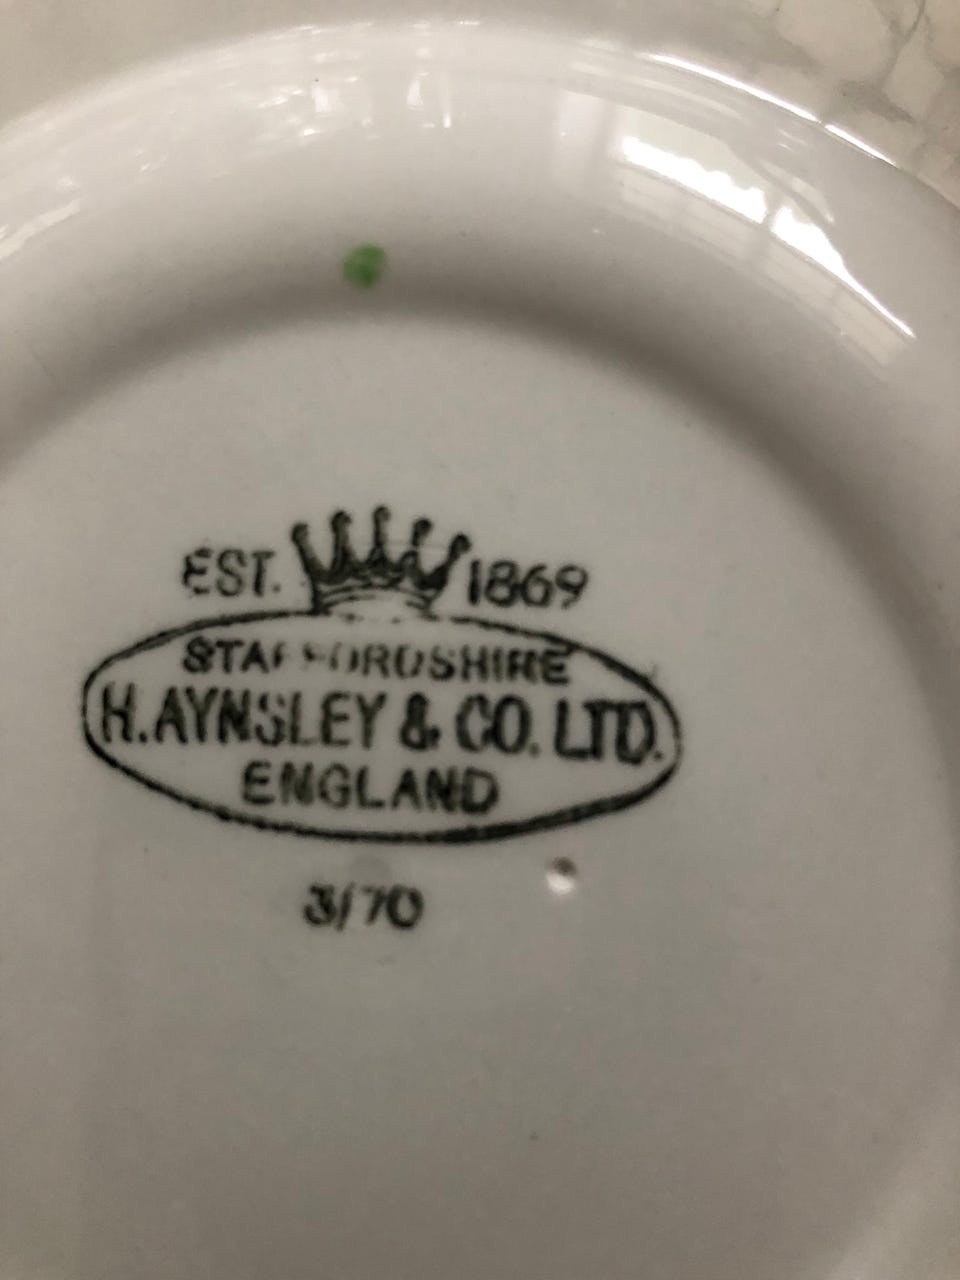 EST. 1869
STAFFORDSHIRE
H. AYNSLEY & CO. LTD.
ENGLAND
3/70